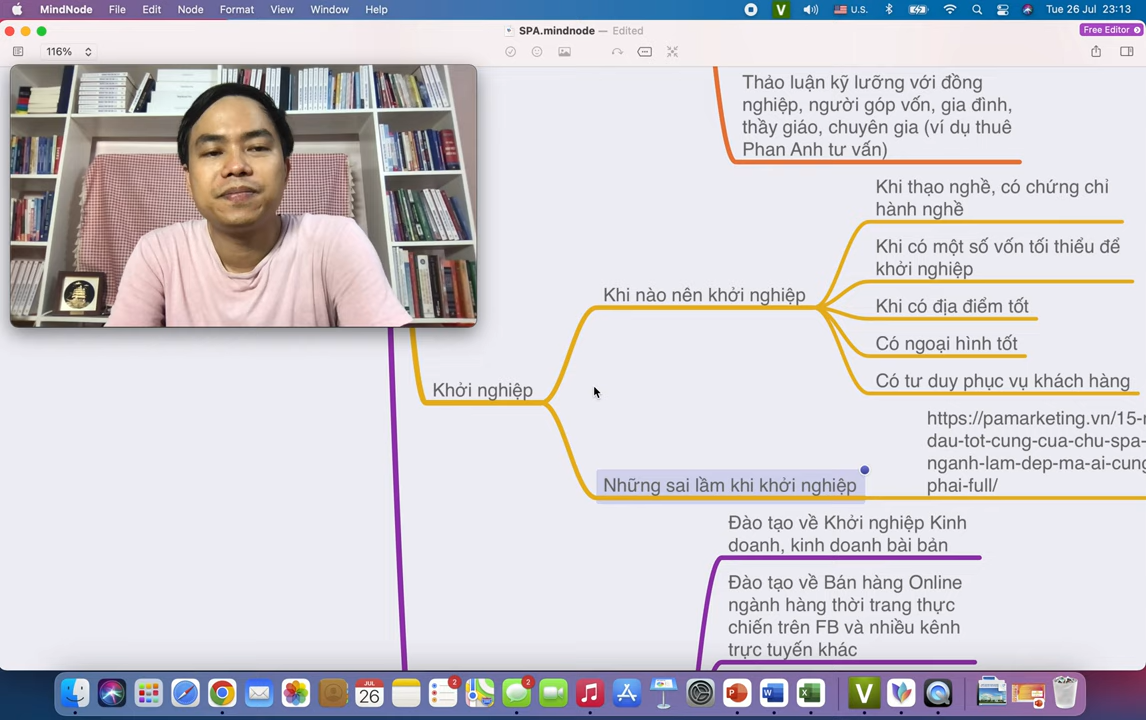 MindNode File Edit Node Format View Window Help
V U.S. Tue 26 Jul 23:13
SPA.mindnode — Edited
Free Editor
116%
Thảo luận kỹ lưỡng với đồng
nghiệp, người góp vốn, gia đình,
thầy giáo, chuyên gia (ví dụ thuê
Phan Anh tư vấn)
Khi thạo nghề, có chứng chỉ
hành nghề
Khi có một số vốn tối thiểu để
khởi nghiệp
Khi nào nên khởi nghiệp
Khi có địa điểm tốt
Có ngoại hình tốt
Có tư duy phục vụ khách hàng
Khởi nghiệp
https://pamarketing.vn/15-
dau-tot-cung-cua-chu-spa-
nganh-lam-dep-ma-ai-cung
phai-full/
Những sai lầm khi khởi nghiệp
Đào tạo về Khởi nghiệp Kinh
doanh, kinh doanh bài bản
Đào tạo về Bán hàng Online
ngành hàng thời trang thực
chiến trên FB và nhiều kênh
trực tuyến khác
JUL
26
2
2
P
W
X
V